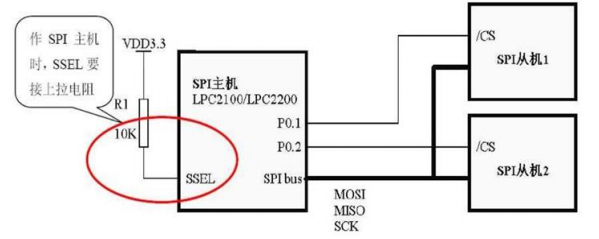 作 SPI 主机
时，SSEL 要
接上拉电阻
VDD3.3
R1
10K
SPI主机
LPC2100/LPC2200
P0.1
P0.2
SSEL
SPI bus
MOSI
MISO
SCK
/CS
SPI从机1
/CS
SPI从机2